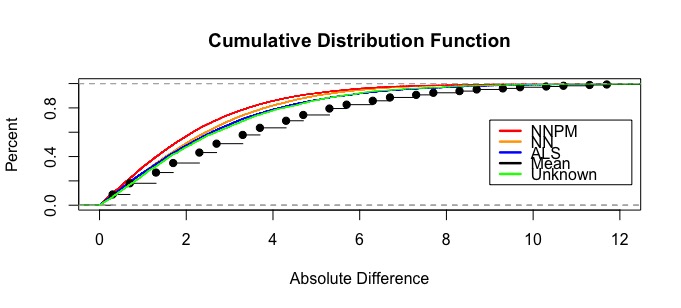 Cumulative Distribution Function
Percent
0.0 0.4 0.8
NNPM
NN
ALS
Mean
Unknown
0 2 4 6 8 10 12
Absolute Difference